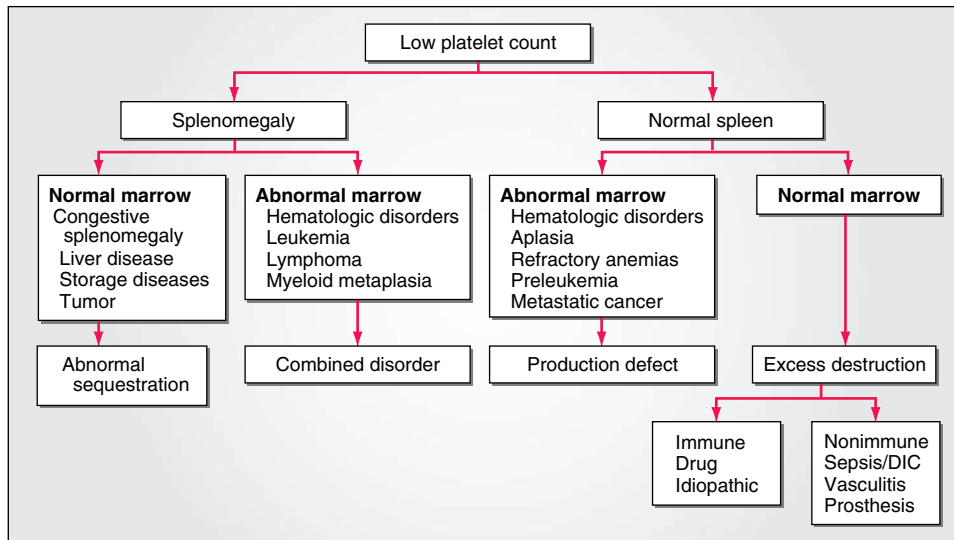 Low platelet count
Splenomegaly
Normal spleen
Normal marrow
Congestive
splenomegaly
Liver disease
Storage diseases
Tumor
Abnormal marrow
Hematologic disorders
Leukemia
Lymphoma
Myeloid metaplasia
Abnormal marrow
Hematologic disorders
Aplasia
Refractory anemias
Preleukemia
Metastatic cancer
Normal marrow
Abnormal
sequestration
Combined disorder
Production defect
Excess destruction
Immune
Drug
Idiopathic
Nonimmune
Sepsis/DIC
Vasculitis
Prosthesis